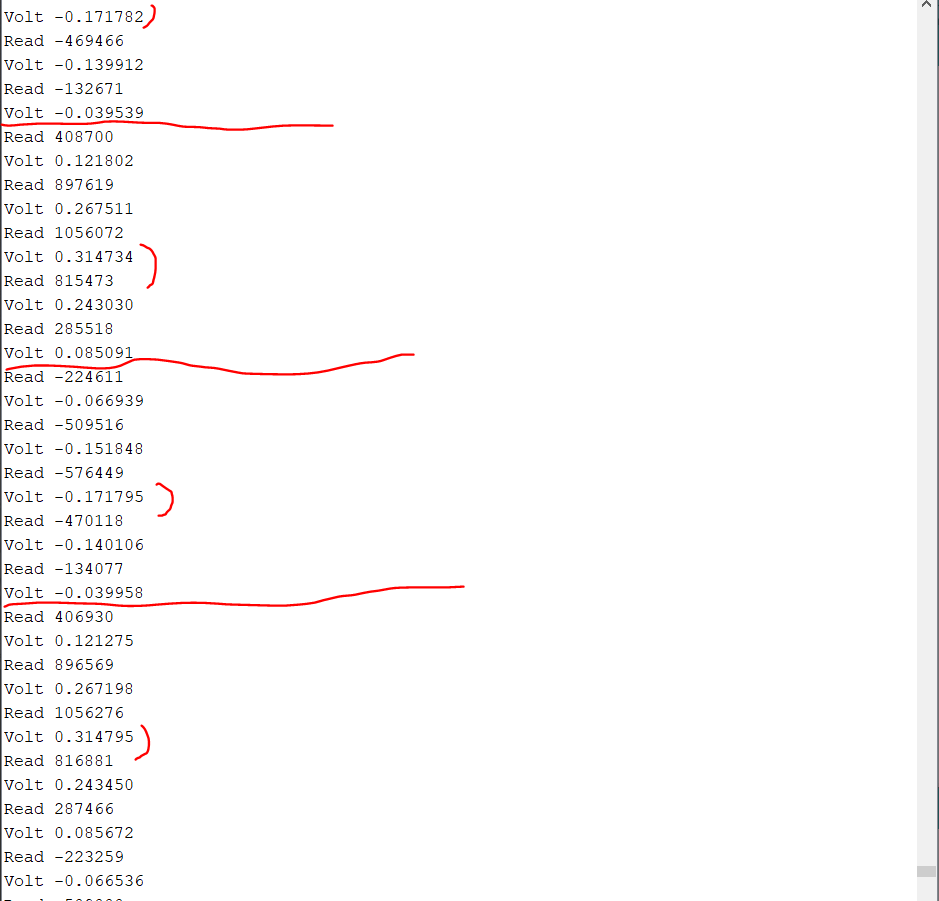 Volt -0.171782
Read -469466
Volt -0.139912
Read -132671
Volt -0.039539
Read 408700
Volt 0.121802
Read 897619
Volt 0.267511
Read 1056072
Volt 0.314734
Read 815473
Volt 0.243030
Read 285518
Volt 0.085091
Read -224611
Volt -0.066939
Read -509516
Volt -0.151848
Read -576449
Volt -0.171795
Read -470118
Volt -0.140106
Read -134077
Volt -0.039958
Read 406930
Volt 0.121275
Read 896569
Volt 0.267198
Read 1056276
Volt 0.314795
Read 816881
Volt 0.243450
Read 287466
Volt 0.085672
Read -223259
Volt -0.066536